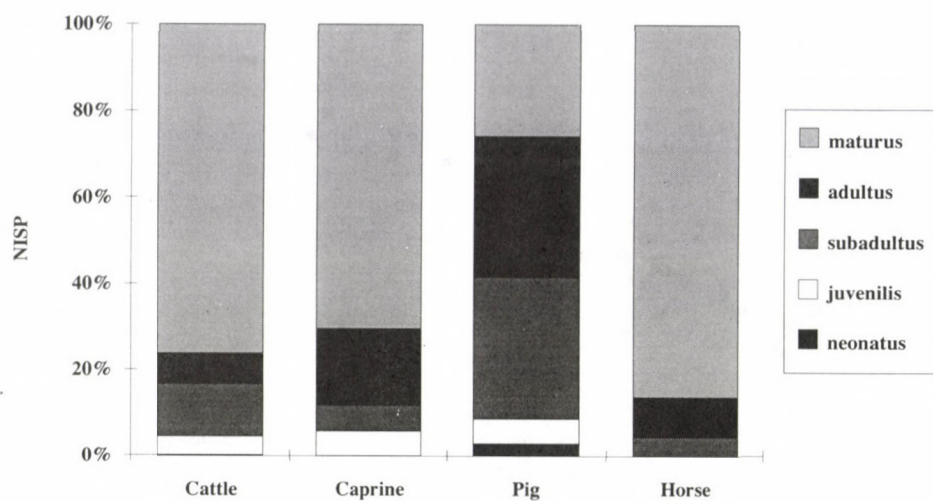 100%
80%
60%
40%
20%
0%
NISP
Cattle
Caprine
Pig
Horse
maturus
adultus
subadultus
juvenilis
neonatus